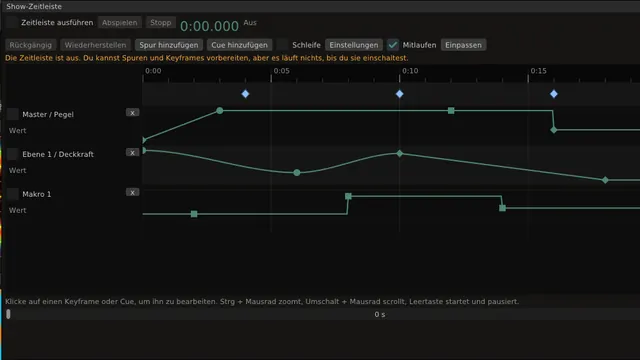 Show-Zeitleiste
Zeitleiste ausführen Abspielen Stopp 0:00.000 Aus
Rückgängig Wiederherstellen Spur hinzufügen Cue hinzufügen Schleife Einstellungen Mitlaufen Einpassen
Die Zeitleiste ist aus. Du kannst Spuren und Keyframes vorbereiten, aber es läuft nichts, bis du sie einschaltest.
0:00 0:05 0:10 0:15
Master / Pegel x
Wert
Ebene 1 / Deckkraft x
Wert
Makro 1 x
Wert
Klicke auf einen Keyframe oder Cue, um ihn zu bearbeiten. Strg + Mausrad zoomt, Umschalt + Mausrad scrollt, Leertaste startet und pausiert.
0 s